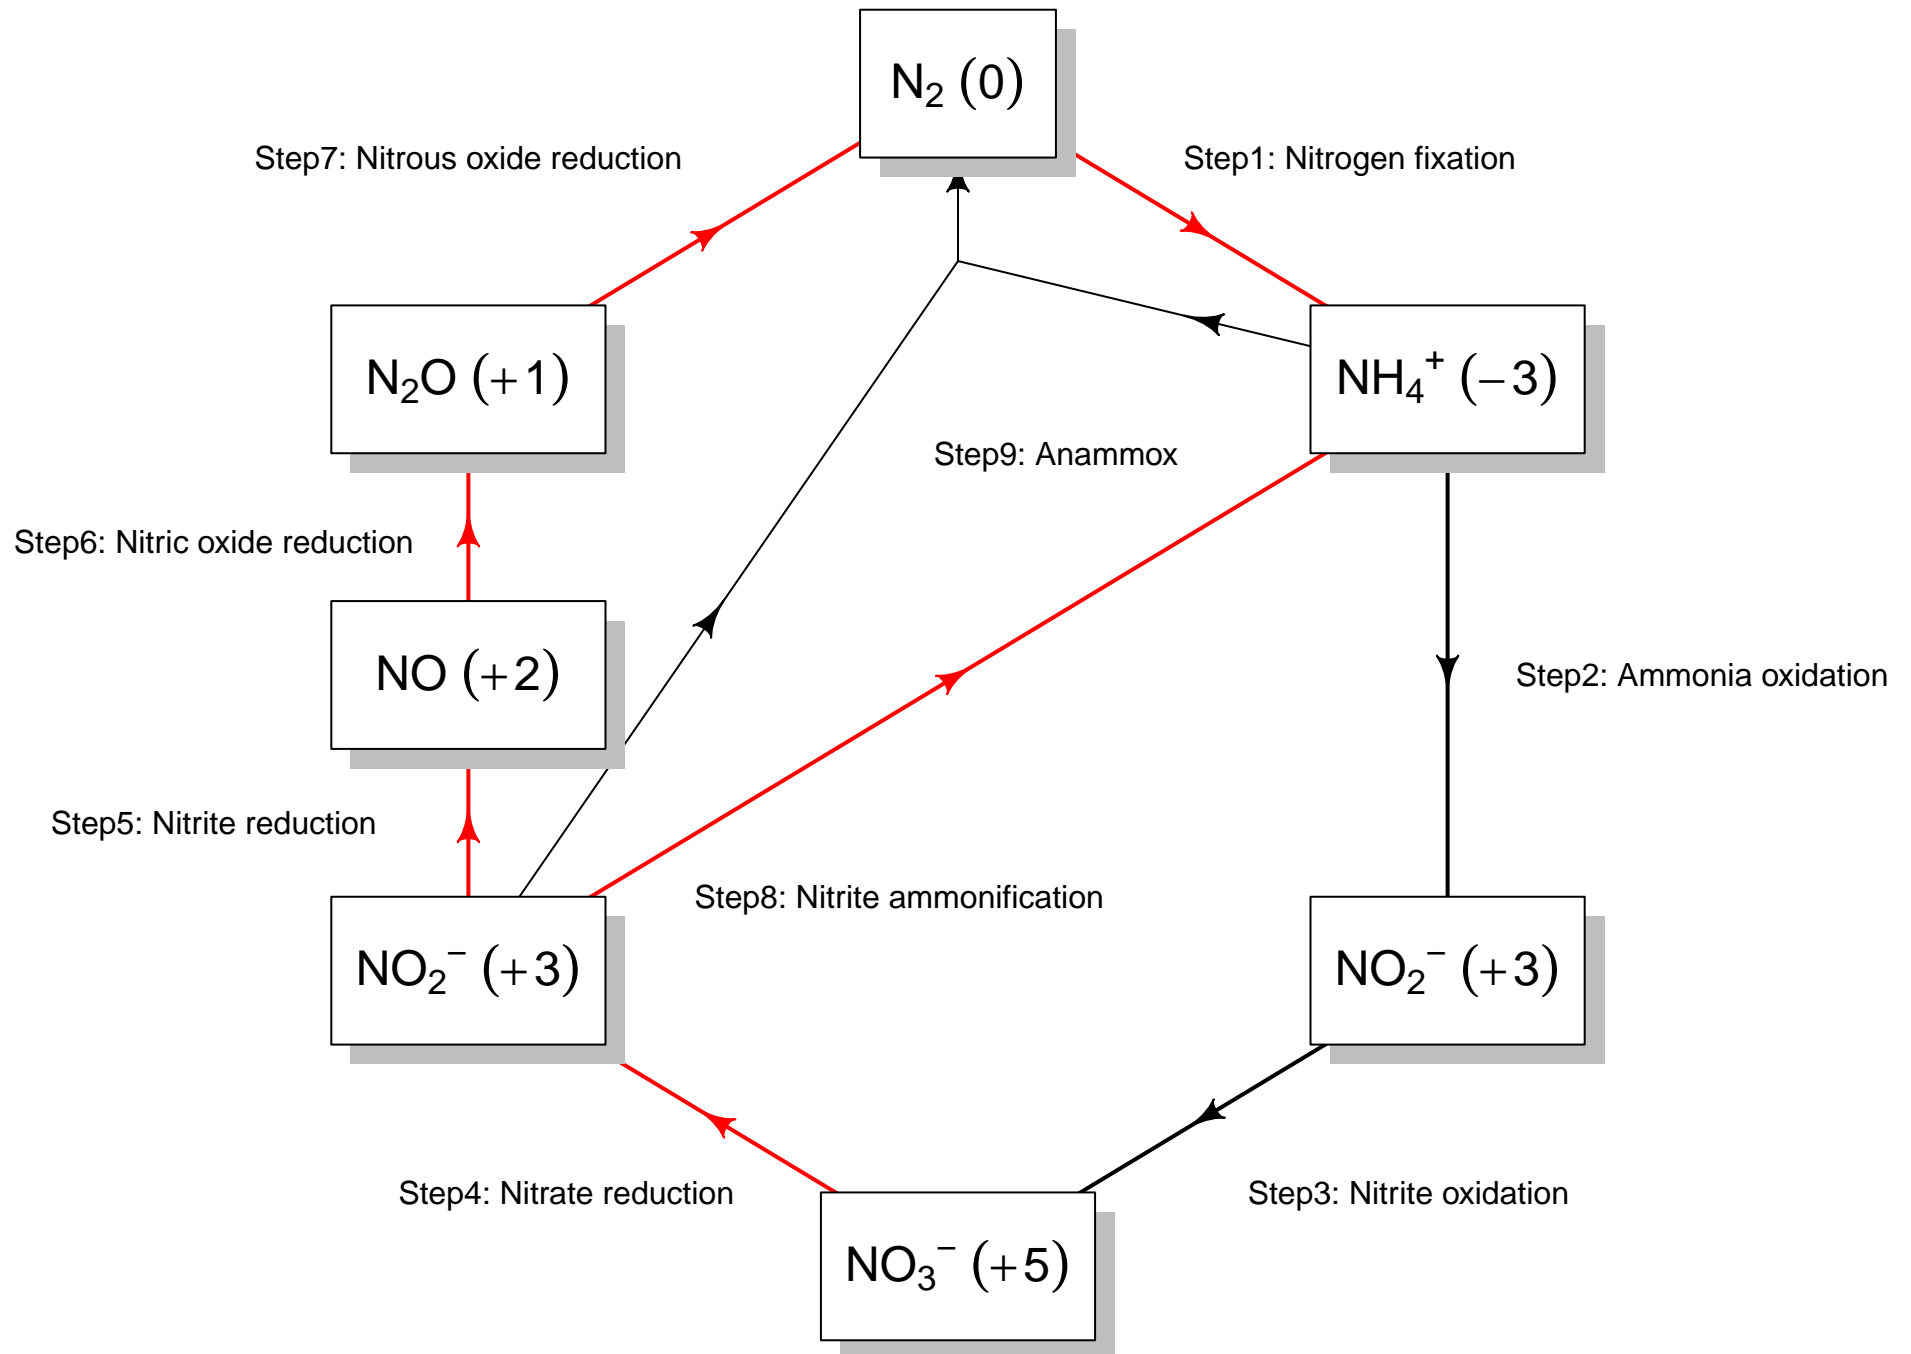 N₂ (0)
Step7: Nitrous oxide reduction
Step1: Nitrogen fixation
N₂O (+1)
NH₄⁺ (−3)
Step9: Anammox
Step6: Nitric oxide reduction
NO (+2)
Step2: Ammonia oxidation
Step5: Nitrite reduction
Step8: Nitrite ammonification
NO₂⁻ (+3)
NO₂⁻ (+3)
Step4: Nitrate reduction
Step3: Nitrite oxidation
NO₃⁻ (+5)